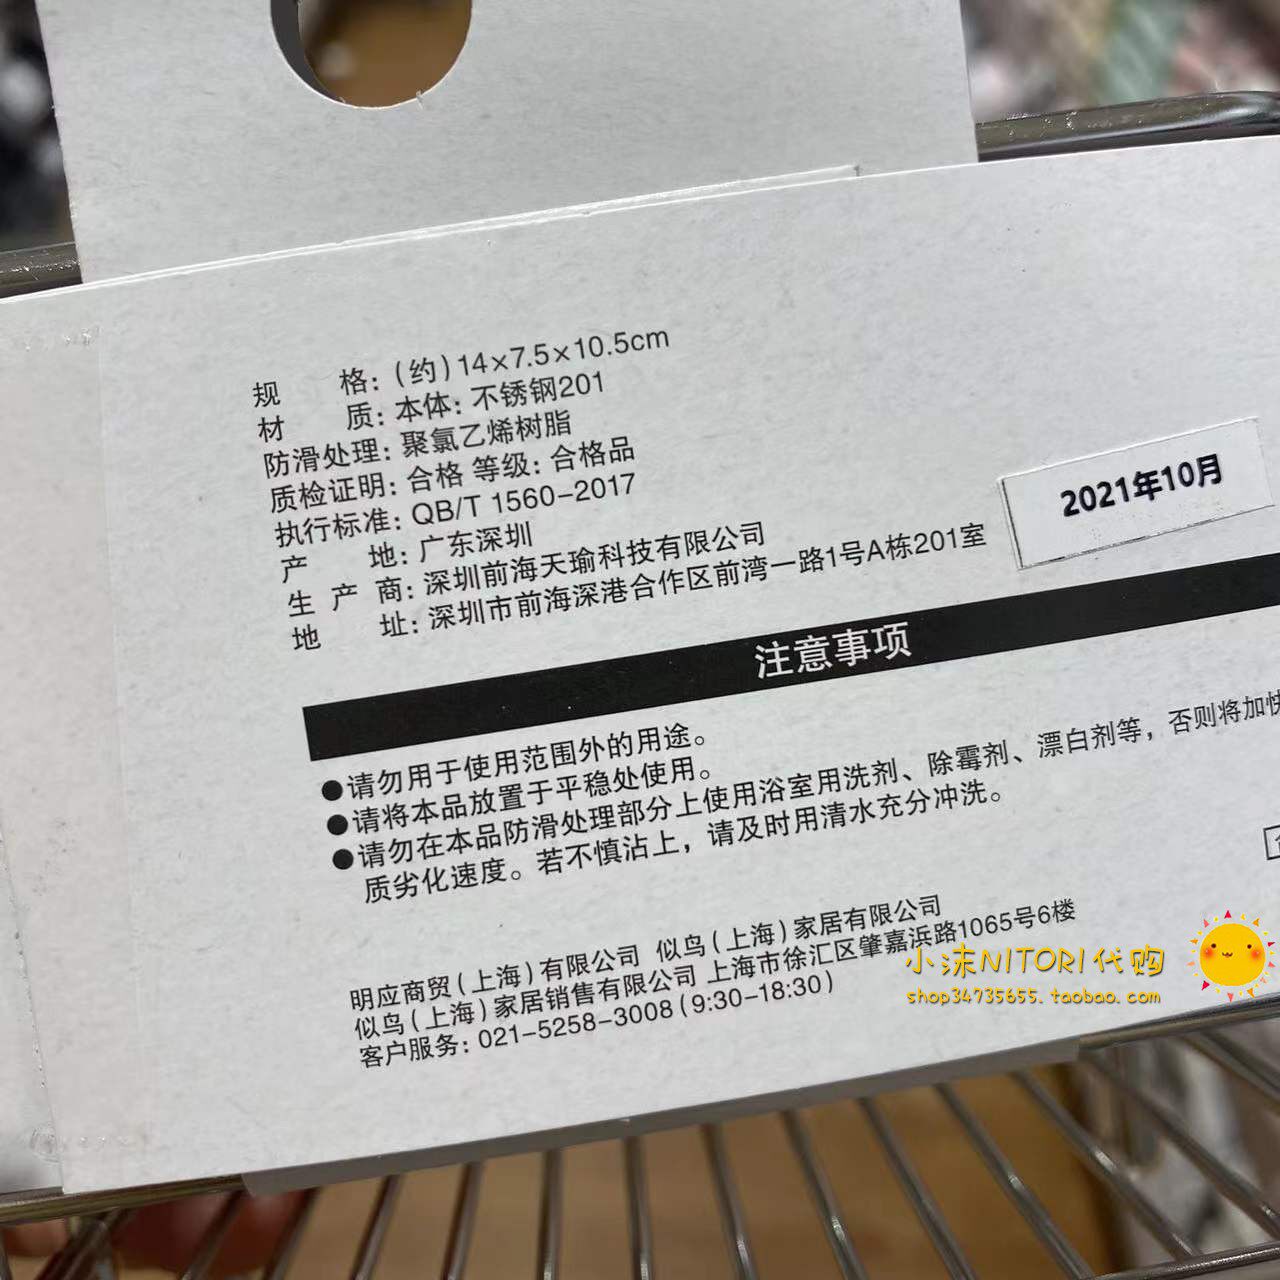 规格：(约)14×7.5×10.5cm
材质：本体：不锈钢201
防滑处理：聚氯乙烯树脂
质检证明：合格 等级：合格品
执行标准：QB/T 1560-2017
产地：广东深圳
生产商：深圳前海天瑜科技有限公司
地址：深圳市前海深港合作区前湾一路1号A栋201室
2021年10月
注意事项
●请勿用于使用范围外的用途。
●请将本品放置于平稳处使用。
●请勿在本品防滑处理部分上使用浴室用洗剂、除霉剂、漂白剂等，否则将加快
质劣化速度。若不慎沾上，请及时用清水充分冲洗。
明应商贸(上海)有限公司 似鸟(上海)家居有限公司
似鸟(上海)家居销售有限公司 上海市徐汇区肇嘉浜路1065号6楼
客户服务：021-5258-3008(9:30-18:30)
小沫NITORI代购
shop34735655.taobao.com